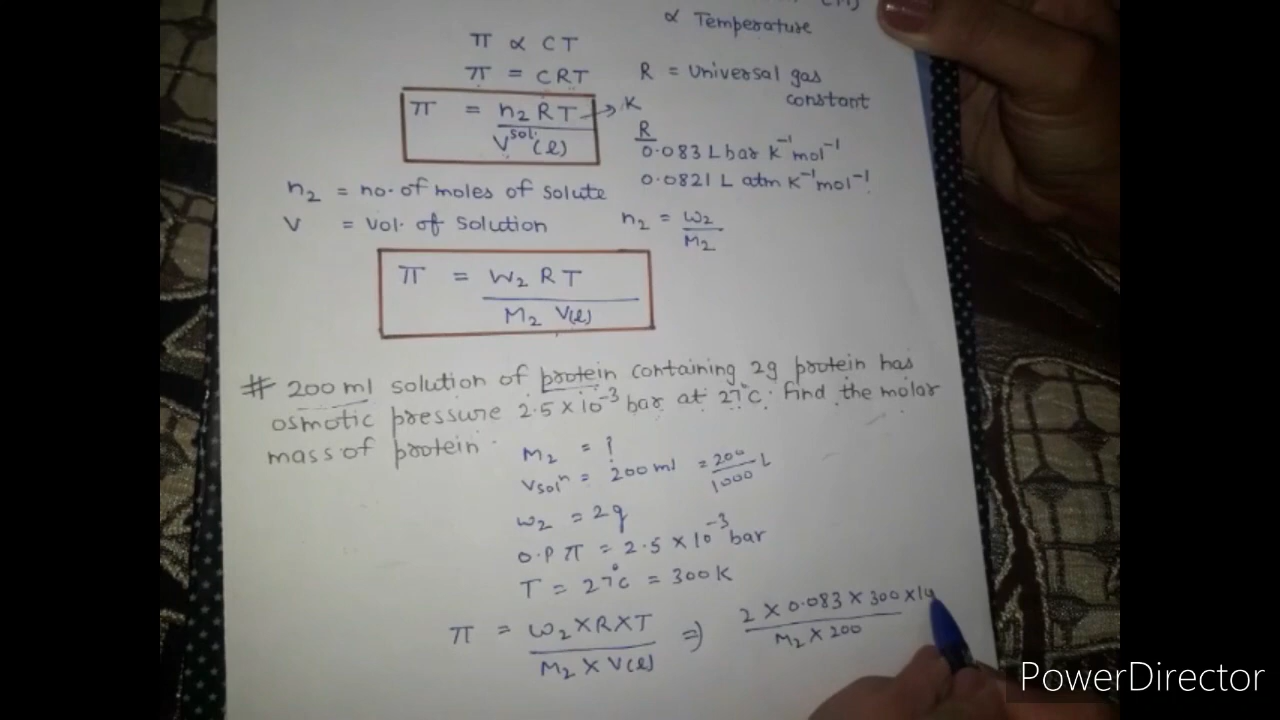 ∝ Temperature
π ∝ CT
π = CRT R = Universal gas constant
π = n₂RT / Vsol.(l) → K
R
0.083 L bar K⁻¹ mol⁻¹
0.0821 L atm K⁻¹ mol⁻¹
n₂ = no. of moles of solute
V = vol. of solution n₂ = w₂ / M₂
π = W₂RT / M₂ V(l)
# 200 ml solution of protein containing 2g protein has
osmotic pressure 2.5 × 10⁻³ bar at 27°C. Find the molar
mass of protein.
M₂ = ?
Vsolⁿ = 200 ml = 200 / 1000 L
w₂ = 2g
O.P π = 2.5 × 10⁻³ bar
T = 27°C = 300 K
π = W₂ × R × T / M₂ × V(l) ⇒ 2 × 0.083 × 300 × / M₂ × 200
PowerDirector